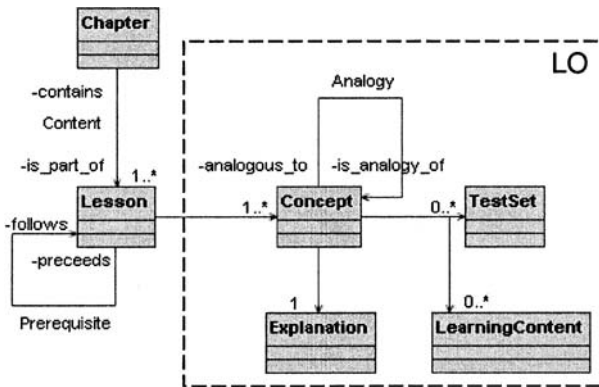 Chapter
LO
-contains
Analogy
Content
-is_part_of
-analogous_to
-is_analogy_of
1..*
1..*
0..*
Lesson
Concept
TestSet
-follows
-preceeds
1
0..*
Prerequisite
Explanation
LearningContent